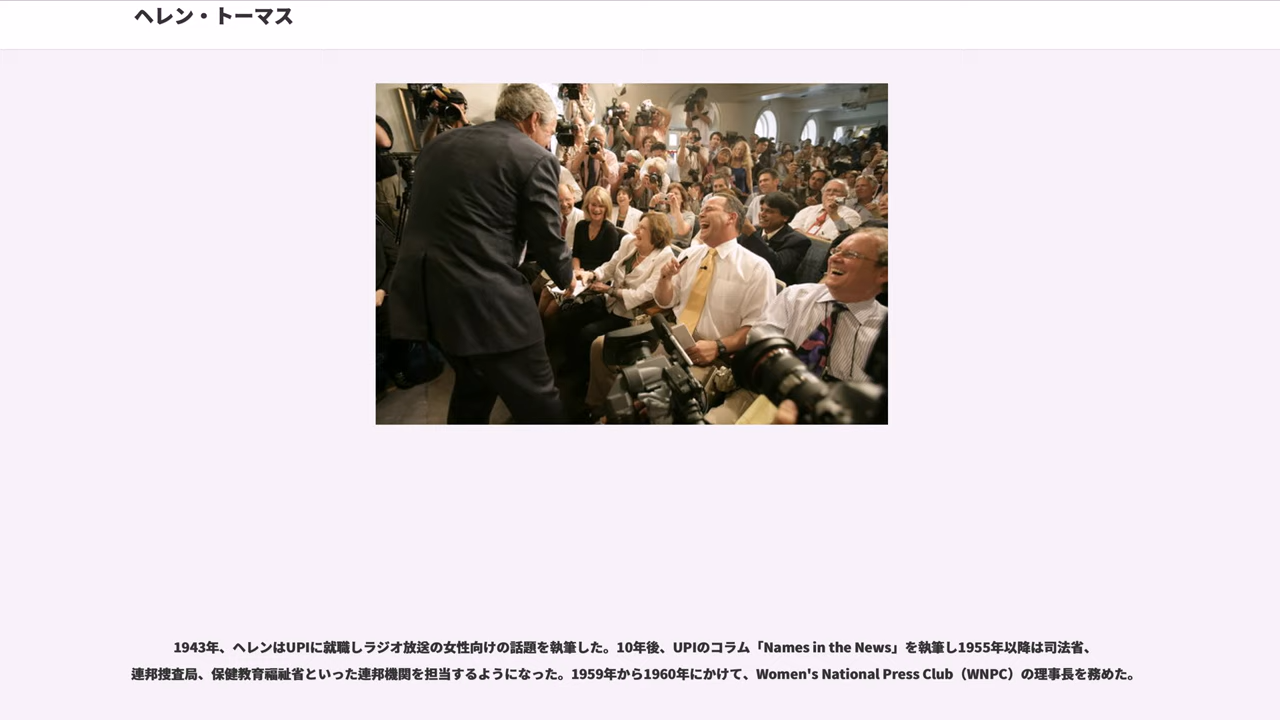 ヘレン・トーマス
1943年、ヘレンはUPIに就職しラジオ放送の女性向けの話題を執筆した。10年後、UPIのコラム「Names in the News」を執筆し1955年以降は司法省、
連邦捜査局、保健教育福祉省といった連邦機関を担当するようになった。1959年から1960年にかけて、Women's National Press Club（WNPC）の理事長を務めた。